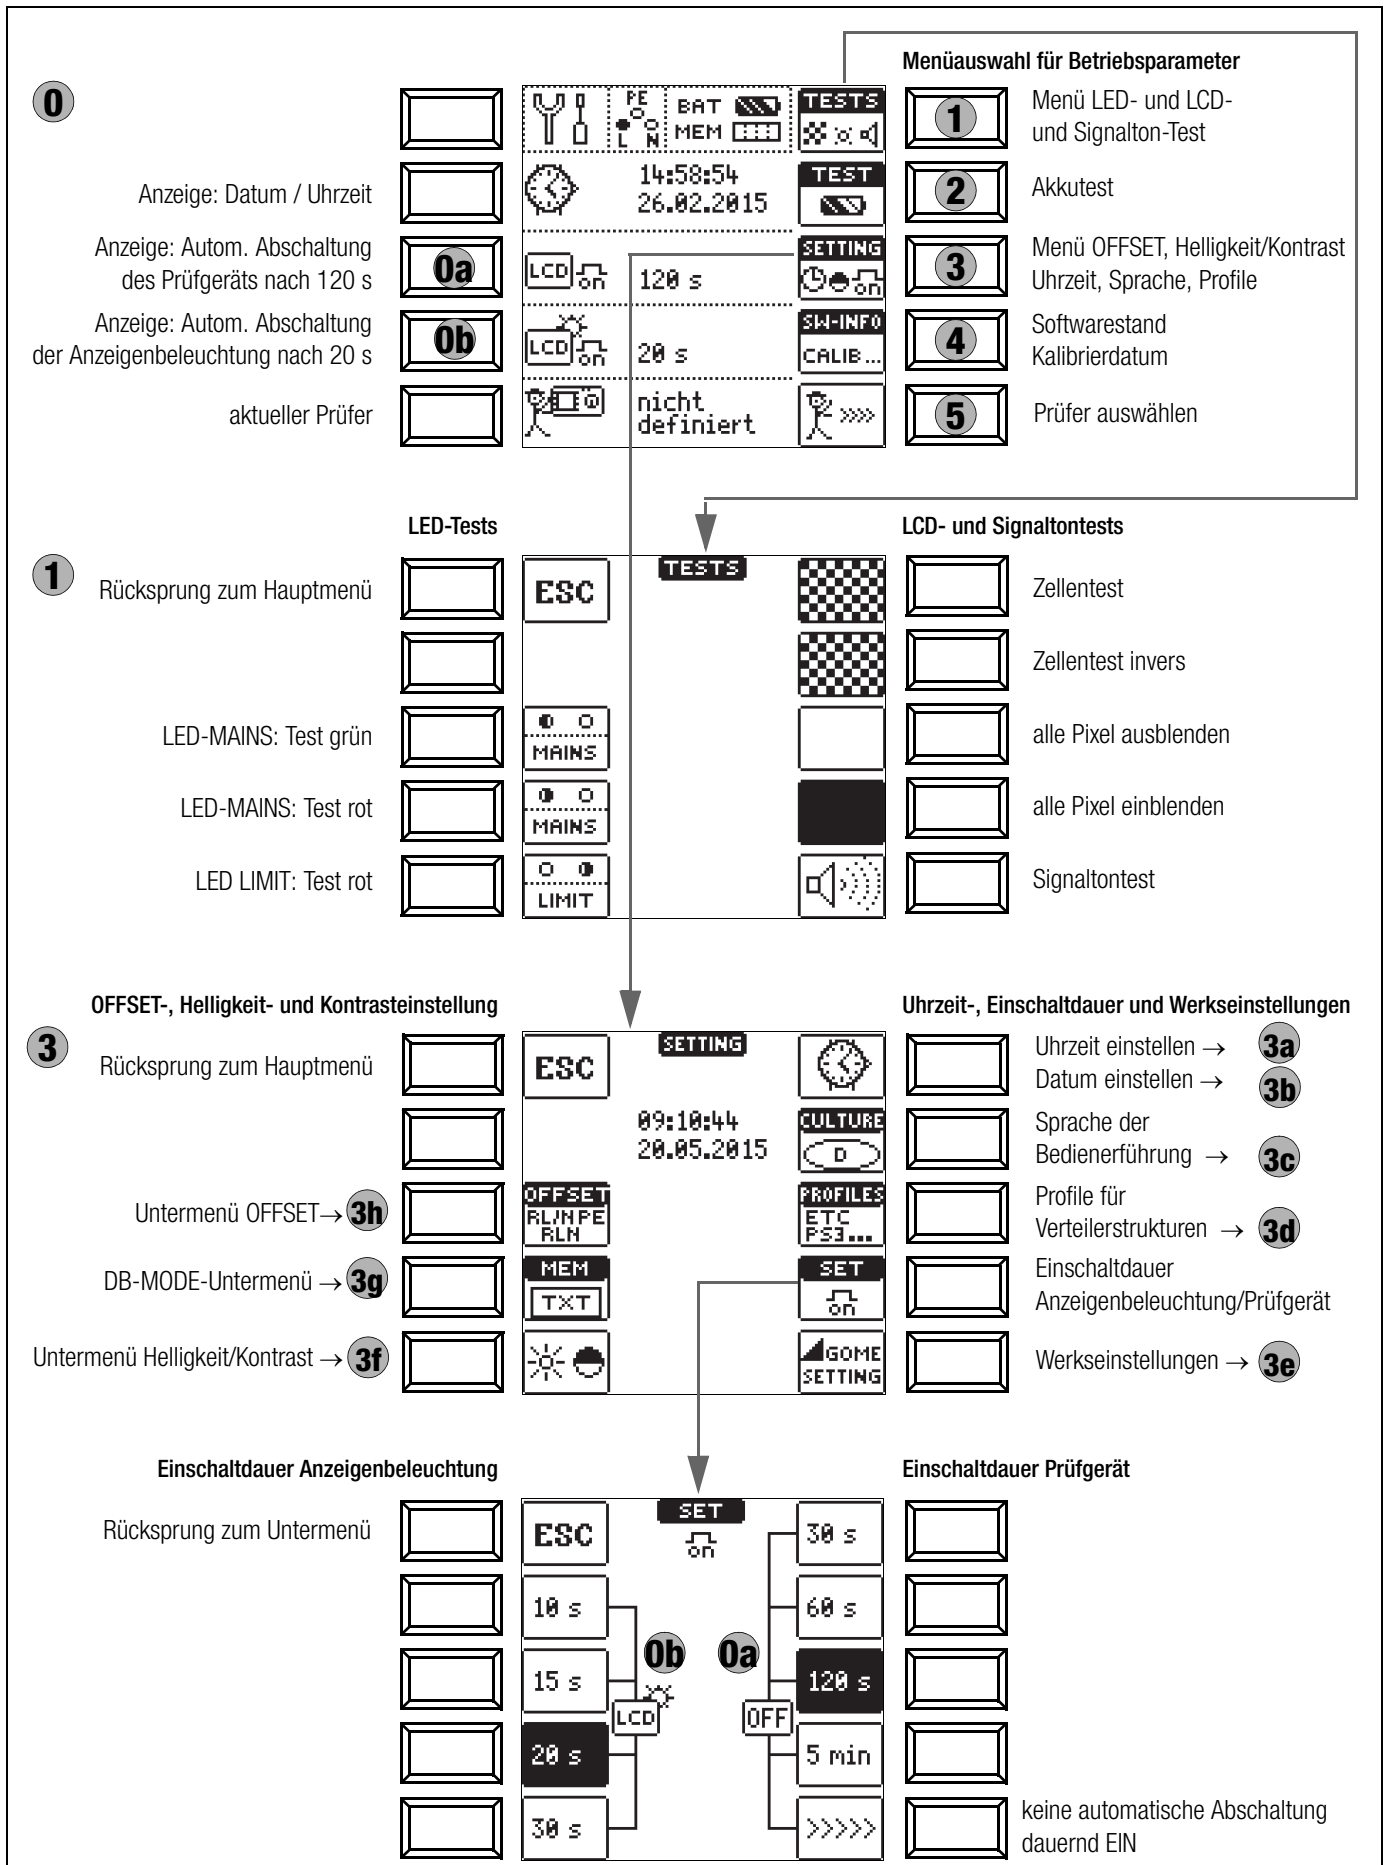 Menüauswahl für Betriebsparameter
0
PE
L N
BAT
MEM
TESTS
1
Menü LED- und LCD-
und Signalton-Test
Anzeige: Datum / Uhrzeit
14:58:54
26.02.2015
TEST
2
Akkutest
Anzeige: Autom. Abschaltung
des Prüfgeräts nach 120 s
0a
LCD on
120 s
SETTING
on
3
Menü OFFSET, Helligkeit/Kontrast
Uhrzeit, Sprache, Profile
Anzeige: Autom. Abschaltung
der Anzeigenbeleuchtung nach 20 s
0b
LCD on
20 s
SW-INFO
CALIB...
4
Softwarestand
Kalibrierdatum
aktueller Prüfer
nicht
definiert
>>>>
5
Prüfer auswählen
LED-Tests
LCD- und Signaltontests
1
Rücksprung zum Hauptmenü
ESC
TESTS
Zellentest
Zellentest invers
LED-MAINS: Test grün
MAINS
alle Pixel ausblenden
LED-MAINS: Test rot
MAINS
alle Pixel einblenden
LED LIMIT: Test rot
LIMIT
Signaltontest
OFFSET-, Helligkeit- und Kontrasteinstellung
Uhrzeit-, Einschaltdauer und Werkseinstellungen
3
Rücksprung zum Hauptmenü
ESC
SETTING
Uhrzeit einstellen → 3a
Datum einstellen → 3b
09:10:44
20.05.2015
CULTURE
D
Sprache der
Bedienerführung → 3c
Untermenü OFFSET→ 3h
OFFSET
RL/NPE
RLN
PROFILES
ETC
PS3...
Profile für
Verteilerstrukturen → 3d
DB-MODE-Untermenü → 3g
MEM
TXT
SET
on
Einschaltdauer
Anzeigenbeleuchtung/Prüfgerät
Untermenü Helligkeit/Kontrast → 3f
GOME
SETTING
Werkseinstellungen → 3e
Einschaltdauer Anzeigenbeleuchtung
Einschaltdauer Prüfgerät
Rücksprung zum Untermenü
ESC
SET
on
30 s
10 s
60 s
0b
0a
15 s
120 s
LCD
OFF
20 s
5 min
30 s
>>>>>
keine automatische Abschaltung
dauernd EIN